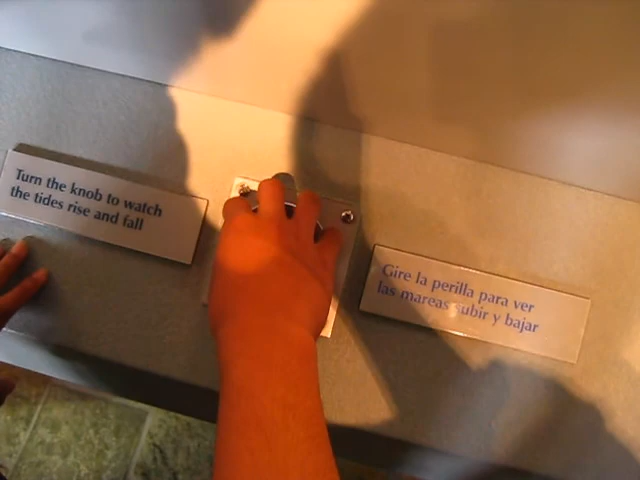 Turn the knob to watch
the tides rise and fall
Gire la perilla para ver
las mareas subir y bajar